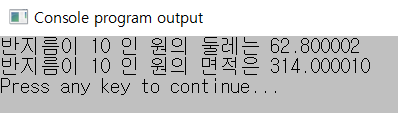 Console program output
반지름이 10 인 원의 둘레는 62.800002
반지름이 10 인 원의 면적은 314.000010
Press any key to continue...